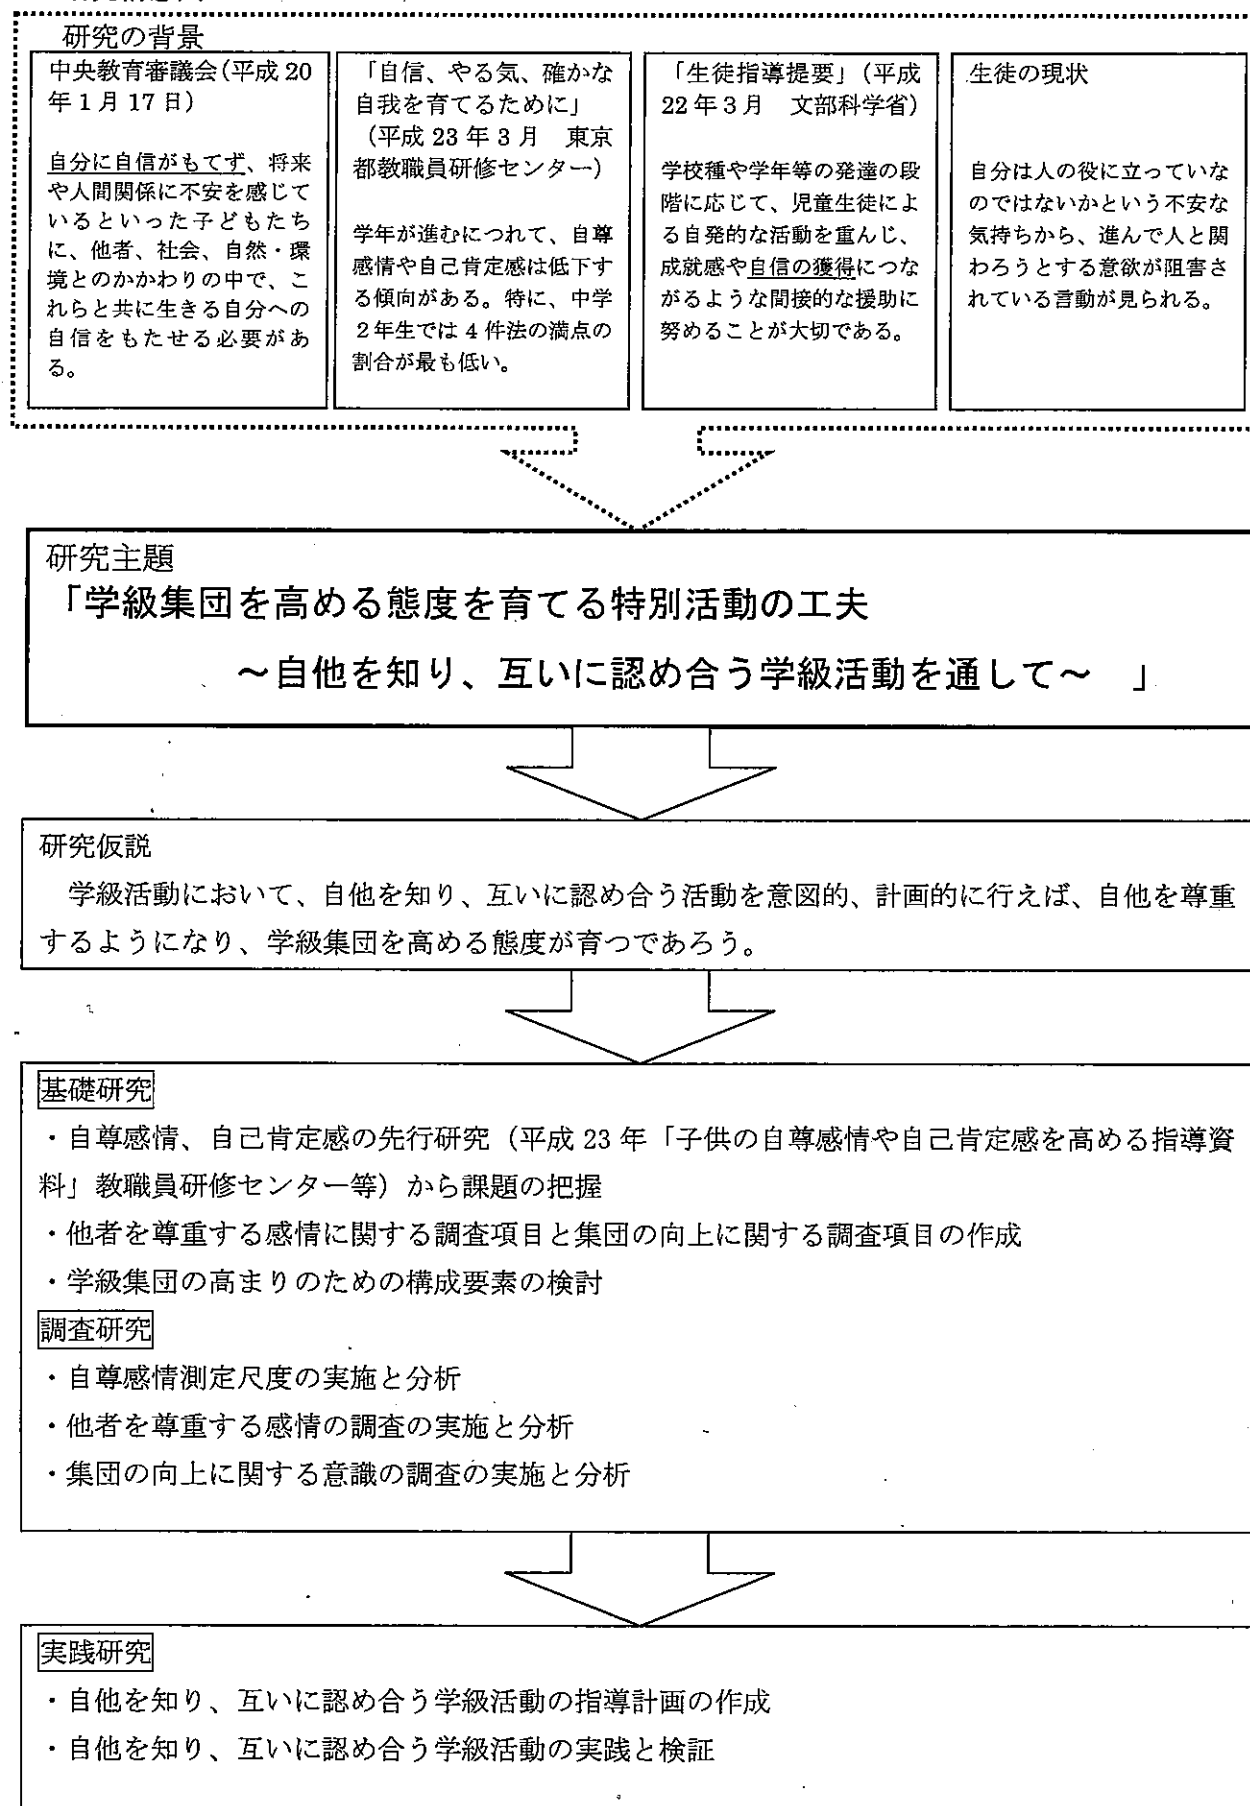 研究の背景
中央教育審議会(平成 20
年 1 月 17 日)
自分に自信がもてず、将来
や人間関係に不安を感じて
いるといった子どもたち
に、他者、社会、自然・環
境とのかかわりの中で、こ
れらと共に生きる自分への
自信をもたせる必要があ
る。
「自信、やる気、確かな
自我を育てるために」
（平成 23 年 3 月　東京
都教職員研修センター）
学年が進むにつれて、自尊
感情や自己肯定感は低下す
る傾向がある。特に、中学
２年生では 4 件法の満点の
割合が最も低い。
「生徒指導提要」（平成
22 年３月　文部科学省）
学校種や学年等の発達の段
階に応じて、児童生徒によ
る自発的な活動を重んじ、
成就感や自信の獲得につな
がるような間接的な援助に
努めることが大切である。
生徒の現状
自分は人の役に立っていな
のではないかという不安な
気持ちから、進んで人と関
わろうとする意欲が阻害さ
れている言動が見られる。
研究主題
「学級集団を高める態度を育てる特別活動の工夫
～自他を知り、互いに認め合う学級活動を通して～　」
研究仮説
学級活動において、自他を知り、互いに認め合う活動を意図的、計画的に行えば、自他を尊重
するようになり、学級集団を高める態度が育つであろう。
基礎研究
・自尊感情、自己肯定感の先行研究（平成 23 年「子供の自尊感情や自己肯定感を高める指導資
料」教職員研修センター等）から課題の把握
・他者を尊重する感情に関する調査項目と集団の向上に関する調査項目の作成
・学級集団の高まりのための構成要素の検討
調査研究
・自尊感情測定尺度の実施と分析
・他者を尊重する感情の調査の実施と分析
・集団の向上に関する意識の調査の実施と分析
実践研究
・自他を知り、互いに認め合う学級活動の指導計画の作成
・自他を知り、互いに認め合う学級活動の実践と検証